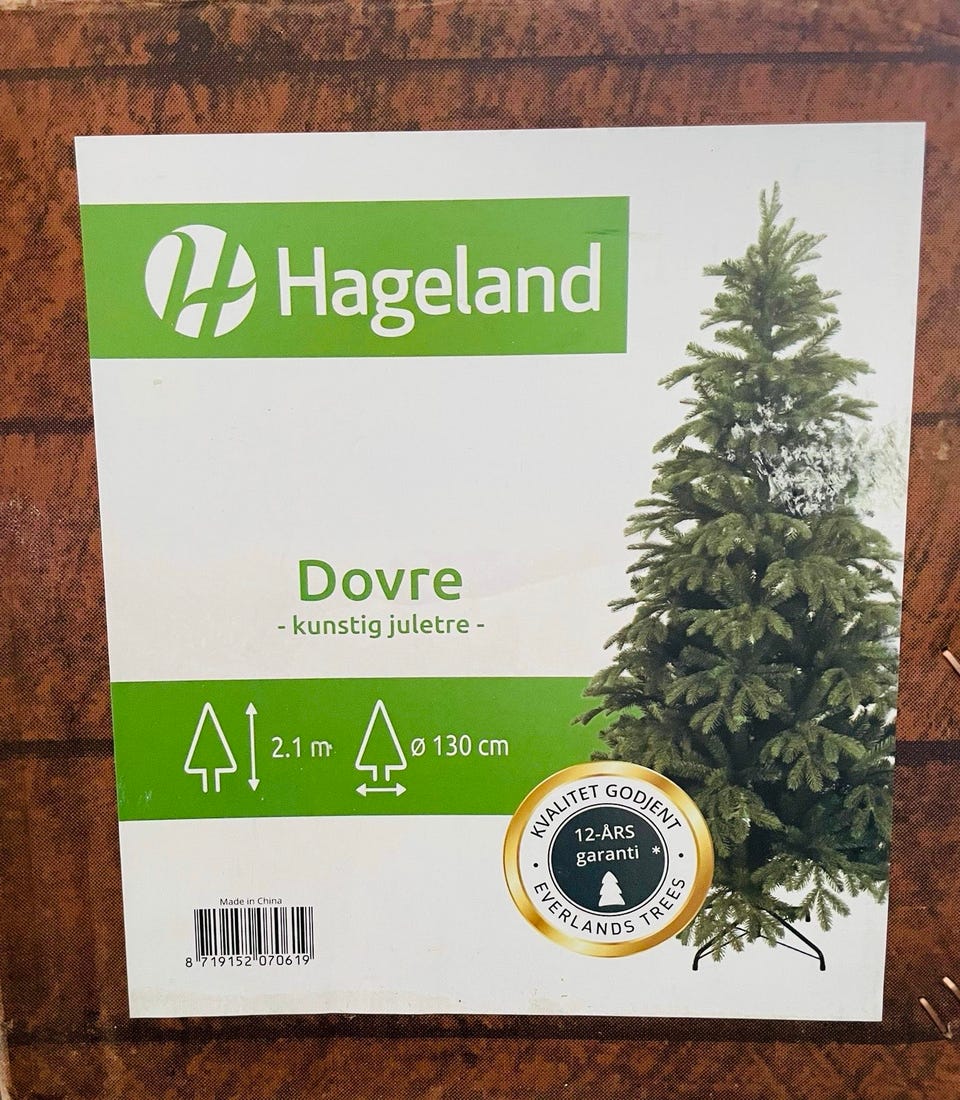 Hageland
Dovre
- kunstig juletre -
2.1 m
ø 130 cm
KVALITET GODJENT
12-ÅRS
garanti *
EVERLANDS TREES
Made in China
8 719152 070619